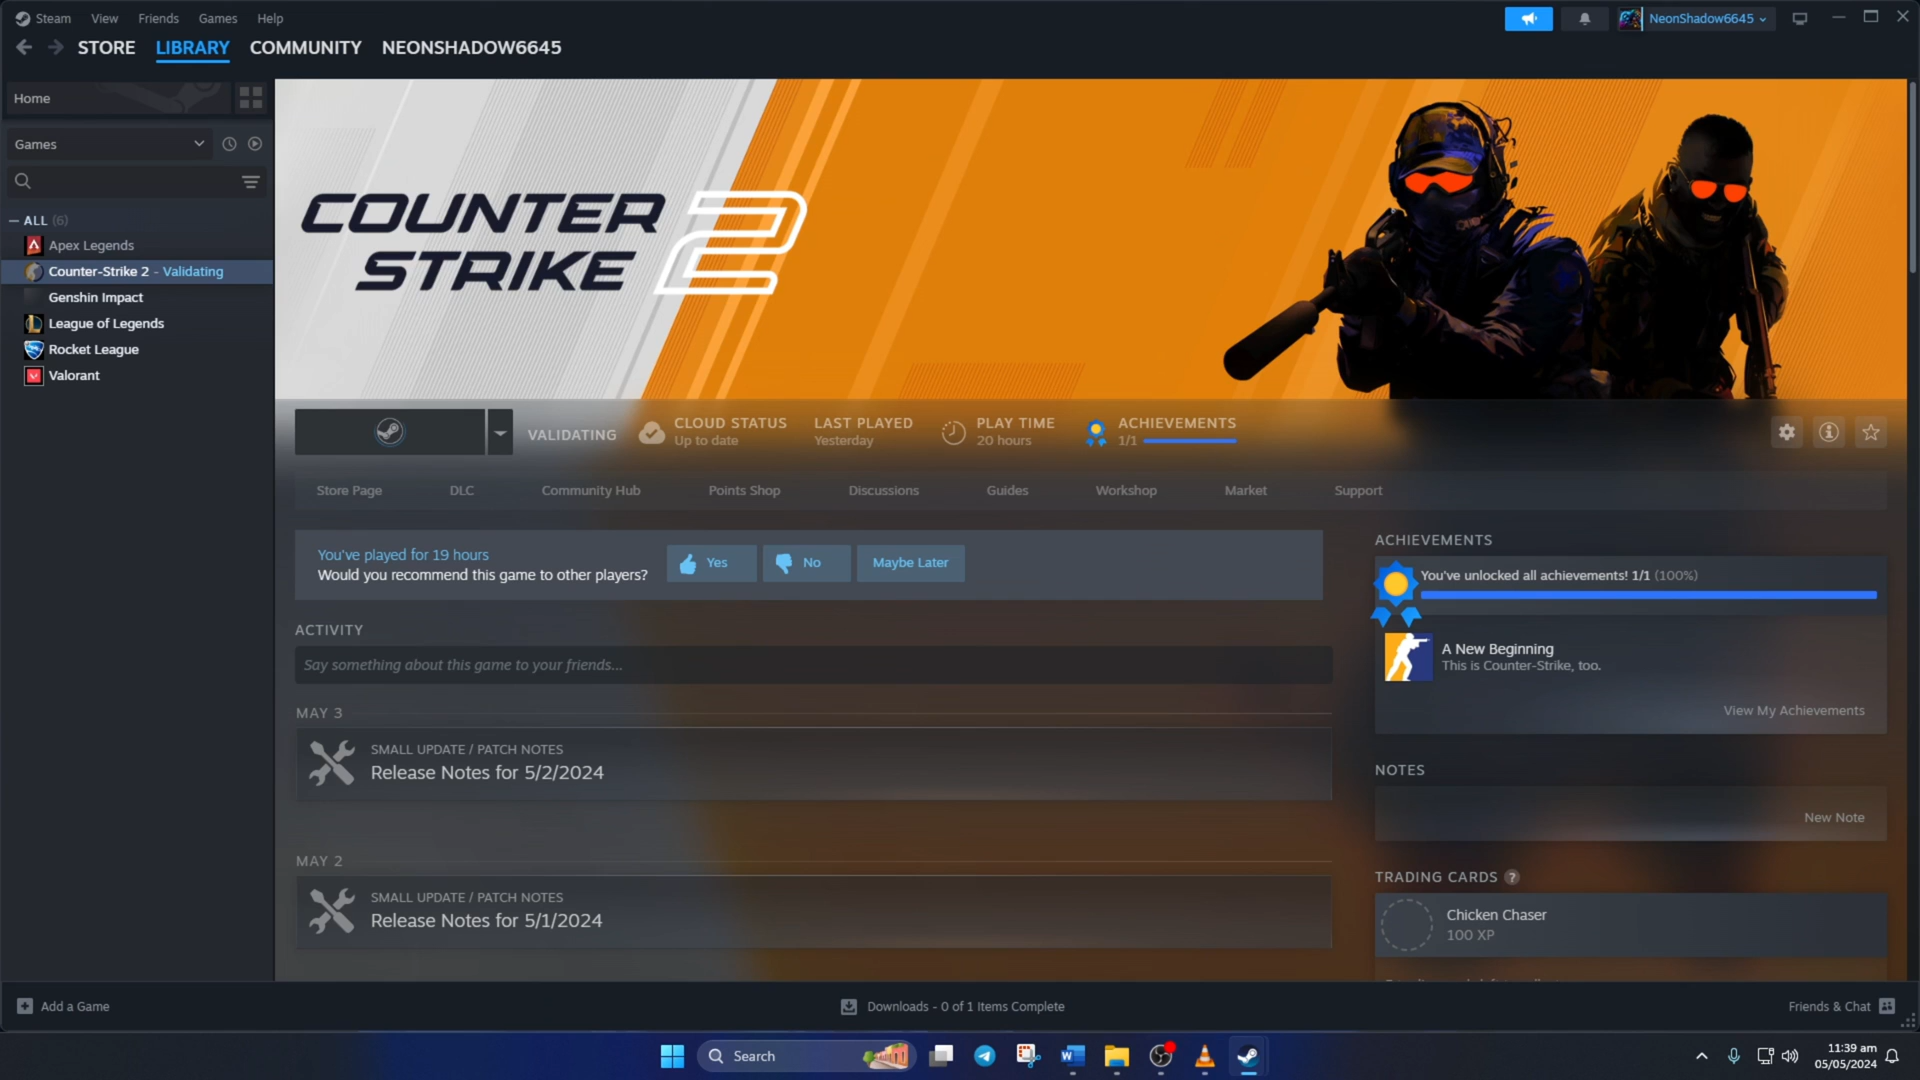 Steam View Friends Games Help
NeonShadow6645
STORE LIBRARY COMMUNITY NEONSHADOW6645
Home
Games
ALL (6)
Apex Legends
Counter-Strike 2 - Validating
Genshin Impact
League of Legends
Rocket League
Valorant
COUNTER
STRIKE 2
VALIDATING
CLOUD STATUS
Up to date
LAST PLAYED
Yesterday
PLAY TIME
20 hours
ACHIEVEMENTS
1/1
Store Page DLC Community Hub Points Shop Discussions Guides Workshop Market Support
You've played for 19 hours
Would you recommend this game to other players?
Yes No Maybe Later
ACTIVITY
Say something about this game to your friends...
MAY 3
SMALL UPDATE / PATCH NOTES
Release Notes for 5/2/2024
MAY 2
SMALL UPDATE / PATCH NOTES
Release Notes for 5/1/2024
ACHIEVEMENTS
You've unlocked all achievements! 1/1 (100%)
A New Beginning
This is Counter-Strike, too.
View My Achievements
NOTES
New Note
TRADING CARDS ?
Chicken Chaser
100 XP
Add a Game
Downloads - 0 of 1 Items Complete
Friends & Chat
Search
11:39 am
05/05/2024